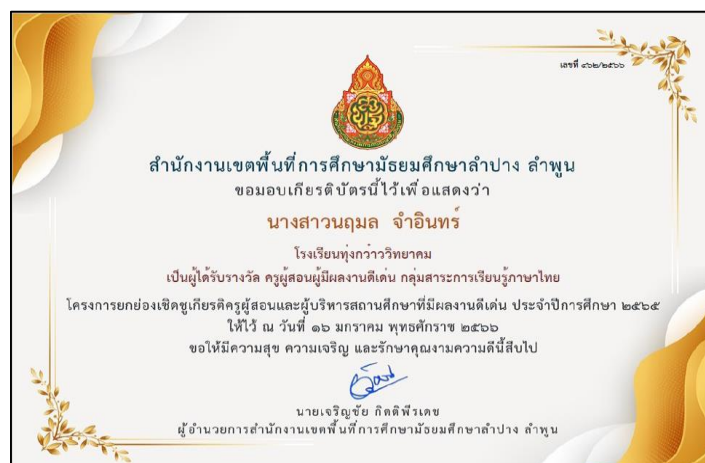 เลขที่ ๔๖๒/๒๕๖๖
สำนักงานเขตพื้นที่การศึกษามัธยมศึกษาลำปาง ลำพูน
ขอมอบเกียรติบัตรนี้ไว้เพื่อแสดงว่า
นางสาวนฤมล จำอินทร์
โรงเรียนทุ่งกว๋าววิทยาคม
เป็นผู้ได้รับรางวัล ครูผู้สอนผู้มีผลงานดีเด่น กลุ่มสาระการเรียนรู้ภาษาไทย
โครงการยกย่องเชิดชูเกียรติครูผู้สอนและผู้บริหารสถานศึกษาที่มีผลงานดีเด่น ประจำปีการศึกษา ๒๕๖๕
ให้ไว้ ณ วันที่ ๑๖ มกราคม พุทธศักราช ๒๕๖๖
ขอให้มีความสุข ความเจริญ และรักษาคุณงามความดีนี้สืบไป
นายเจริญชัย กิตติพีรเดช
ผู้อำนวยการสำนักงานเขตพื้นที่การศึกษามัธยมศึกษาลำปาง ลำพูน